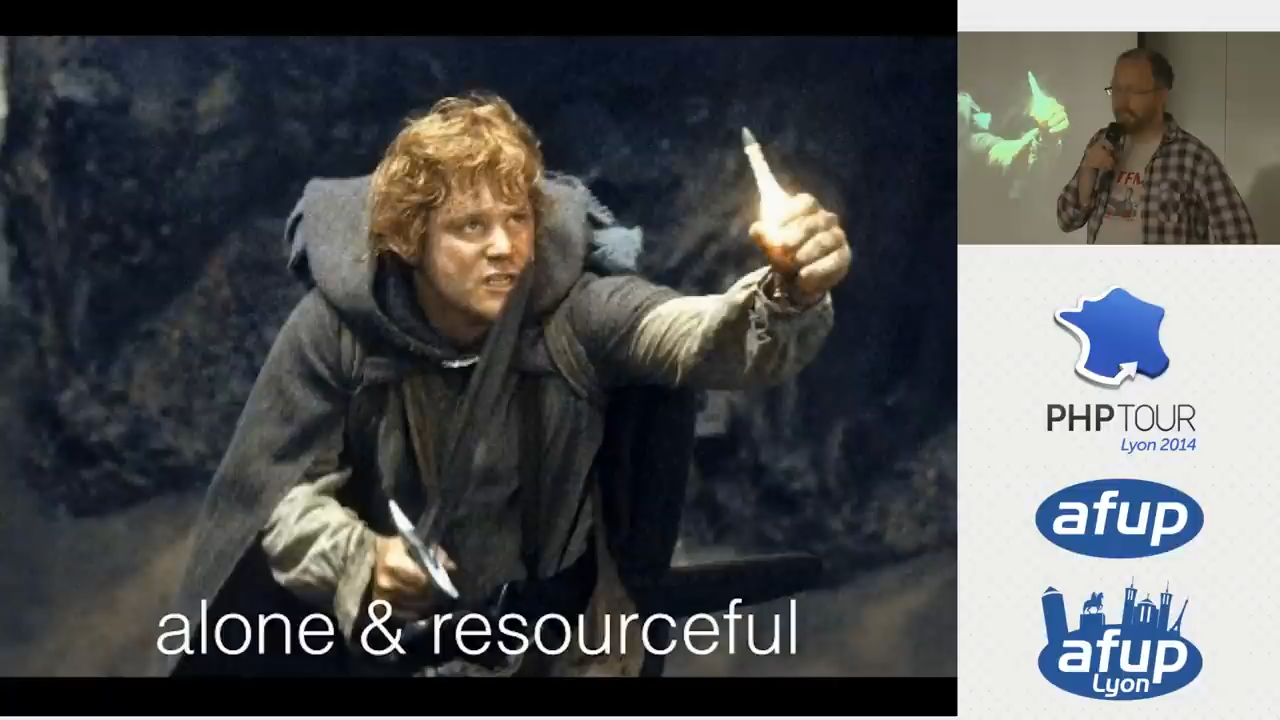 alone & resourceful
PHPTOUR
Lyon 2014
afup
afup
Lyon